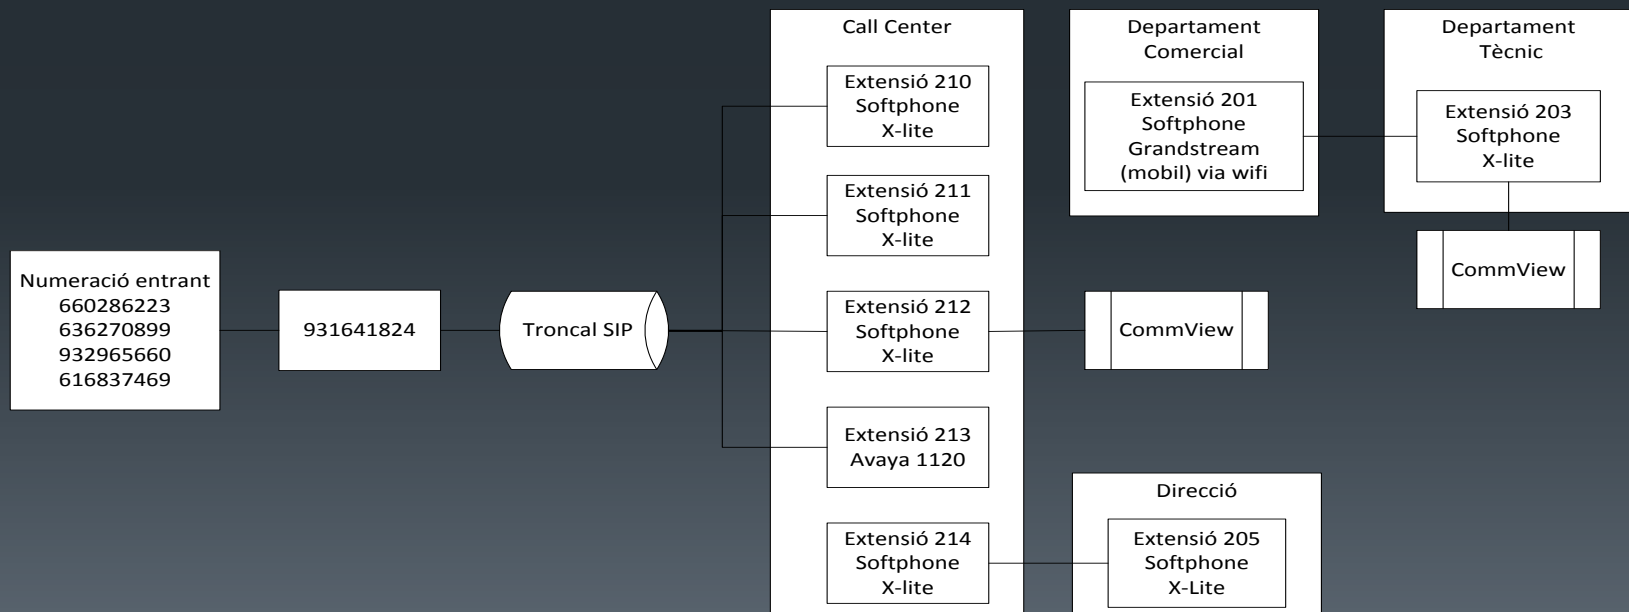 Numeració entrant
660286223
636270899
932965660
616837469
931641824
Troncal SIP
Call Center
Extensió 210
Softphone
X-lite
Extensió 211
Softphone
X-lite
Extensió 212
Softphone
X-lite
Extensió 213
Avaya 1120
Extensió 214
Softphone
X-lite
Departament
Comercial
Extensió 201
Softphone
Grandstream
(mobil) via wifi
Departament
Tècnic
Extensió 203
Softphone
X-lite
CommView
CommView
Direcció
Extensió 205
Softphone
X-Lite